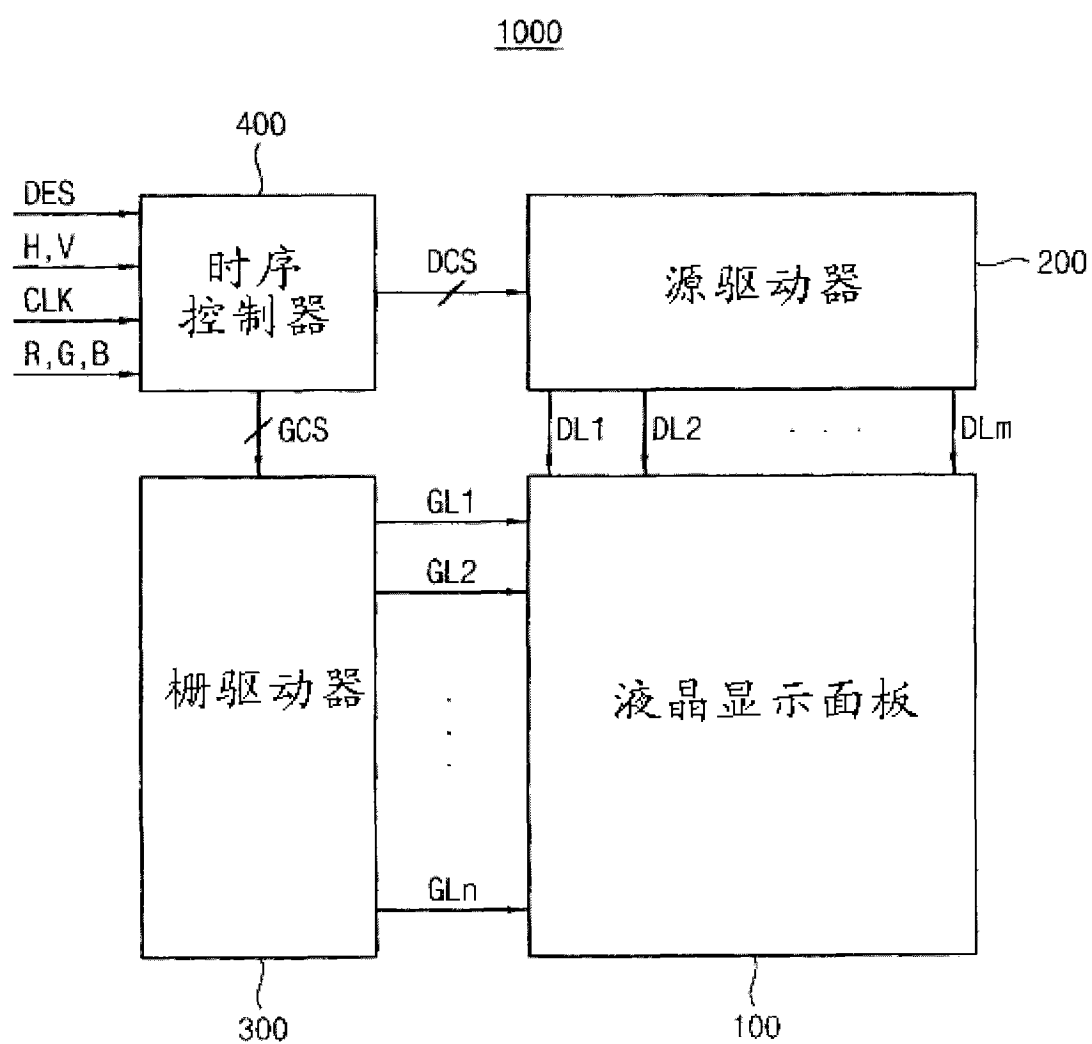 1000
400
DES
H,V
CLK
R,G,B
时序
控制器
DCS
源驱动器
200
GCS
DL1
DL2
. . .
DLm
GL1
GL2
栅驱动器
.
.
.
液晶显示面板
GLn
300
100